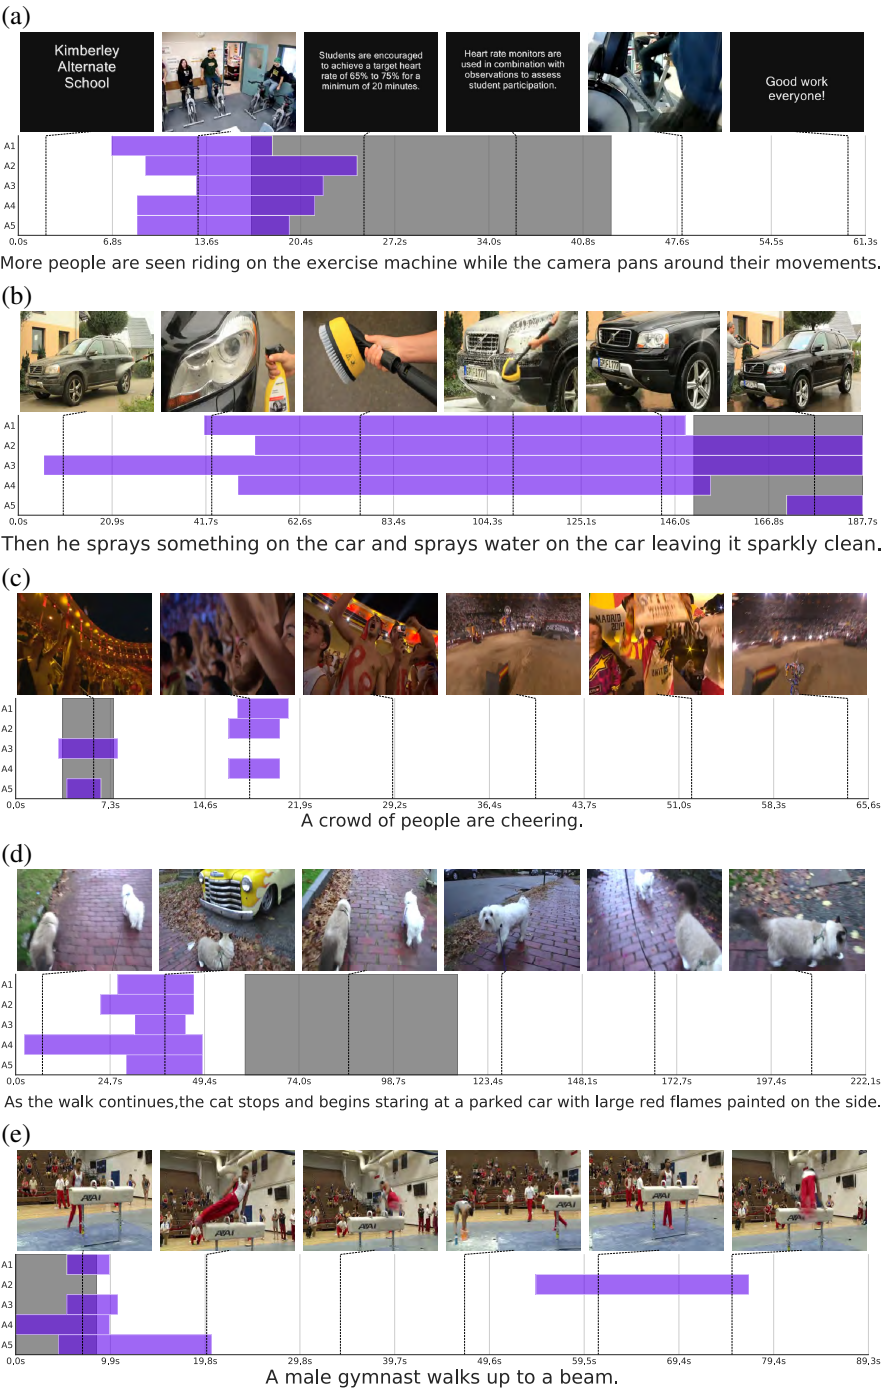 (a)
Kimberley
Alternate
School
Students are encouraged
to achieve a target heart
rate of 65% to 75% for a
minimum of 20 minutes.
Heart rate monitors are
used in combination with
observations to assess
student participation.
Good work
everyone!
A1
A2
A3
A4
A5
0.0s 6.8s 13.6s 20.4s 27.2s 34.0s 40.8s 47.6s 54.5s 61.3s
More people are seen riding on the exercise machine while the camera pans around their movements.
(b)
A1
A2
A3
A4
A5
0.0s 20.9s 41.7s 62.6s 83.4s 104.3s 125.1s 146.0s 166.8s 187.7s
Then he sprays something on the car and sprays water on the car leaving it sparkly clean.
(c)
MADRID
A1
A2
A3
A4
A5
0,0s 7,3s 14,6s 21,9s 29,2s 36,4s 43,7s 51,0s 58,3s 65,6s
A crowd of people are cheering.
(d)
A1
A2
A3
A4
A5
0,0s 24,7s 49,4s 74,0s 98,7s 123,4s 148,1s 172,7s 197,4s 222,1s
As the walk continues,the cat stops and begins staring at a parked car with large red flames painted on the side.
(e)
AAI
AAI
AAI
AAI
AAI
AAI
A1
A2
A3
A4
A5
0,0s 9,9s 19,8s 29,8s 39,7s 49,6s 59,5s 69,4s 79,4s 89,3s
A male gymnast walks up to a beam.